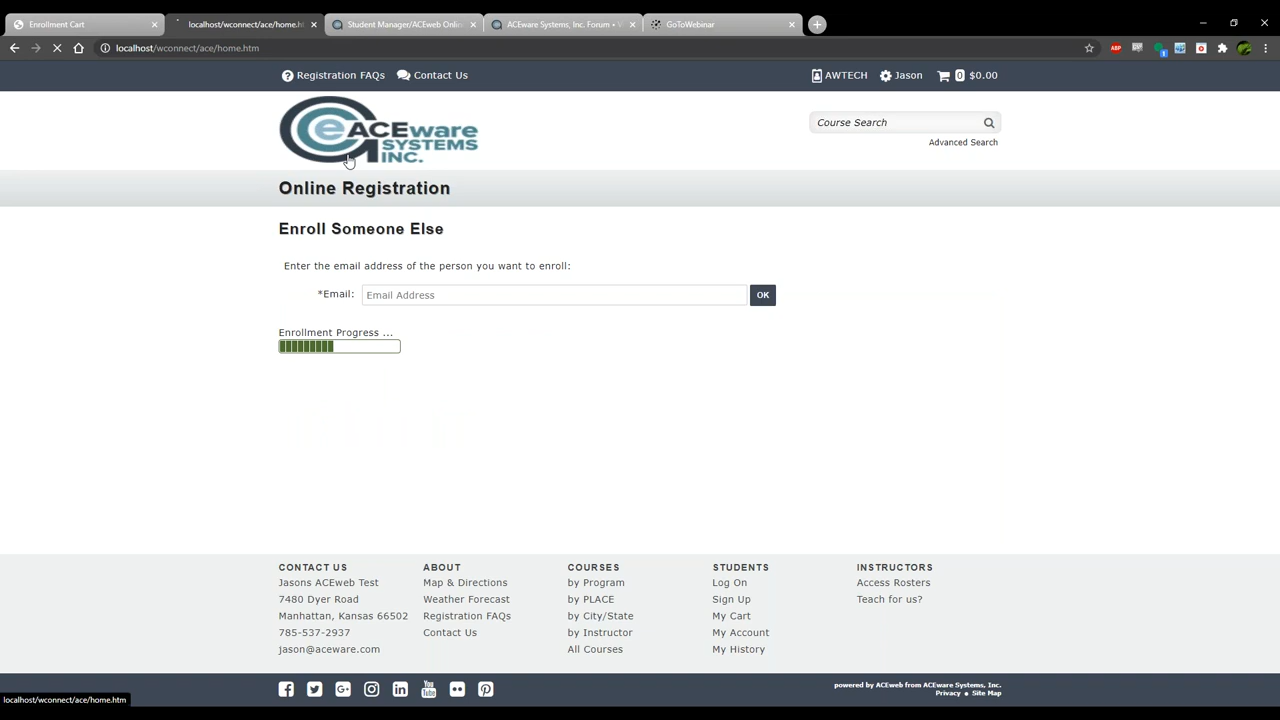 Enrollment Cart
localhost/wconnect/ace/home.ht
Student Manager/ACEweb Onlin
ACEware Systems, Inc. Forum • V
GoToWebinar
localhost/wconnect/ace/home.htm
ABP
1
Registration FAQs
Contact Us
AWTECH
Jason
0 $0.00
e ACEware
SYSTEMS
INC.
Course Search
Advanced Search
Online Registration
Enroll Someone Else
Enter the email address of the person you want to enroll:
*Email:
Email Address
OK
Enrollment Progress ...
CONTACT US
Jasons ACEweb Test
7480 Dyer Road
Manhattan, Kansas 66502
785-537-2937
jason@aceware.com
ABOUT
Map & Directions
Weather Forecast
Registration FAQs
Contact Us
COURSES
by Program
by PLACE
by City/State
by Instructor
All Courses
STUDENTS
Log On
Sign Up
My Cart
My Account
My History
INSTRUCTORS
Access Rosters
Teach for us?
powered by ACEweb from ACEware Systems, Inc.
Privacy • Site Map
localhost/wconnect/ace/home.htm